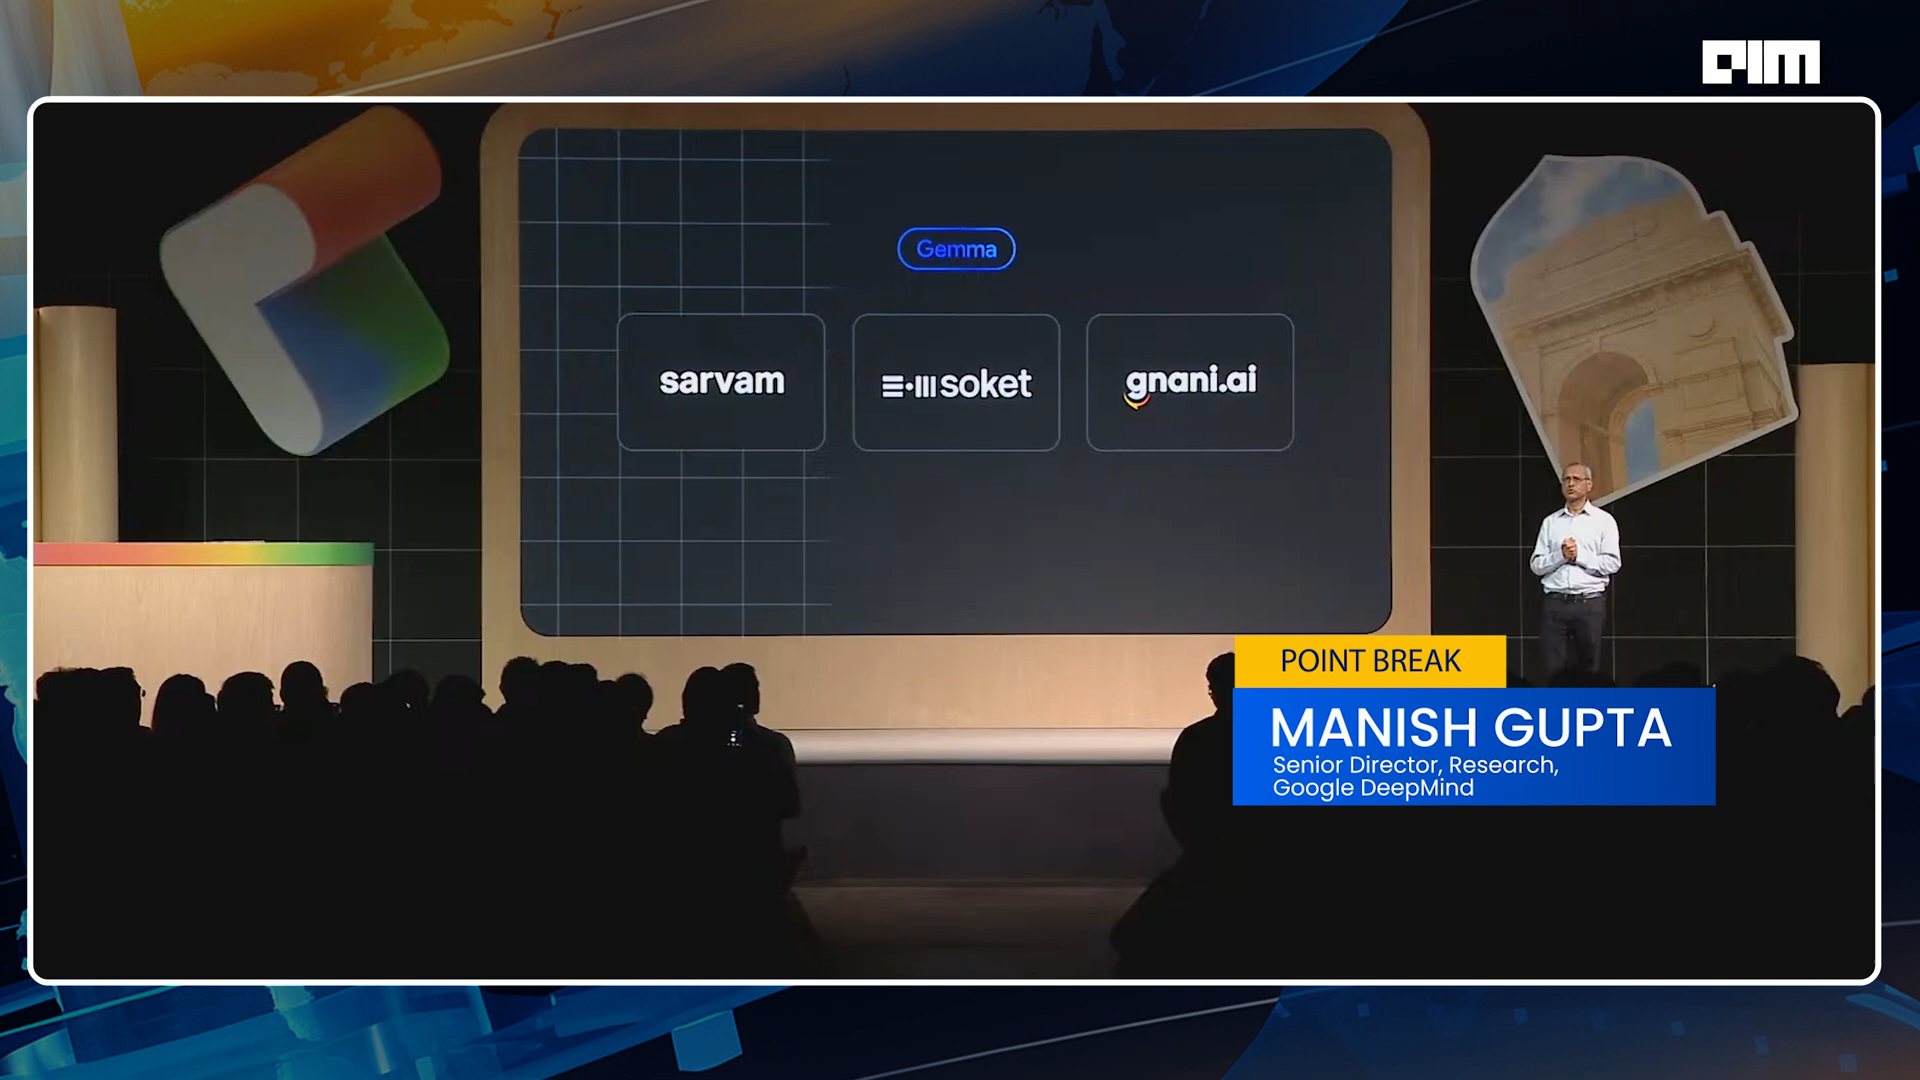 AIM
Gemma
sarvam
soket
gnani.ai
POINT BREAK
MANISH GUPTA
Senior Director, Research,
Google DeepMind